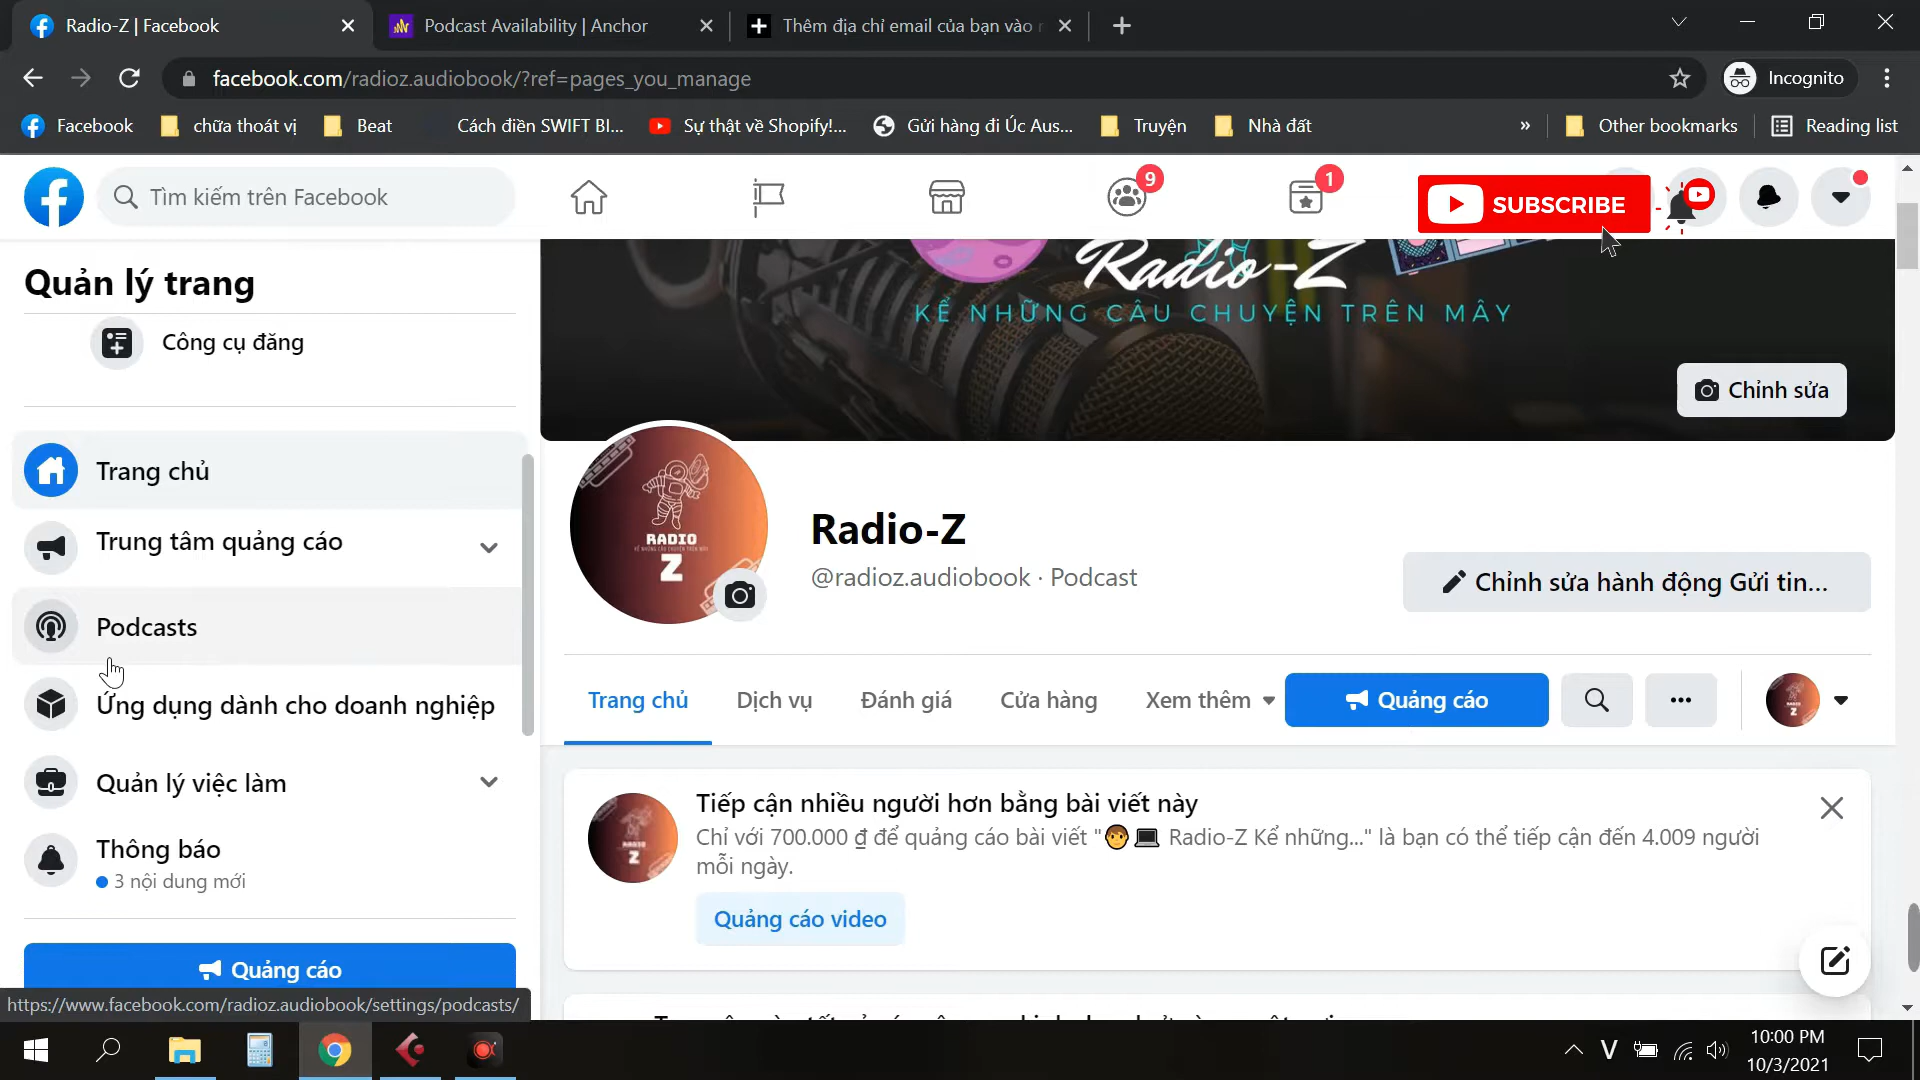 Radio-Z | Facebook
Podcast Availability | Anchor
Thêm địa chỉ email của bạn vào
facebook.com/radioz.audiobook/?ref=pages_you_manage
Incognito
Facebook
chữa thoát vị
Beat
Cách điền SWIFT BI...
Sự thật về Shopify!...
Gửi hàng đi Úc Aus...
Truyện
Nhà đất
»
Other bookmarks
Reading list
Tìm kiếm trên Facebook
9
1
SUBSCRIBE
Quản lý trang
Công cụ đăng
Trang chủ
Trung tâm quảng cáo
Podcasts
Ứng dụng dành cho doanh nghiệp
Quản lý việc làm
Thông báo
3 nội dung mới
Quảng cáo
https://www.facebook.com/radioz.audiobook/settings/podcasts/
Radio-Z
KỂ NHỮNG CÂU CHUYỆN TRÊN MÂY
Chỉnh sửa
RADIO
KỂ NHỮNG CÂU CHUYỆN TRÊN MÂY
Z
Radio-Z
@radioz.audiobook · Podcast
Chỉnh sửa hành động Gửi tin...
Trang chủ
Dịch vụ
Đánh giá
Cửa hàng
Xem thêm
Quảng cáo
Tiếp cận nhiều người hơn bằng bài viết này
Chỉ với 700.000 ₫ để quảng cáo bài viết "🧑💻 Radio-Z Kể những..." là bạn có thể tiếp cận đến 4.009 người
mỗi ngày.
Quảng cáo video
V
10:00 PM
10/3/2021